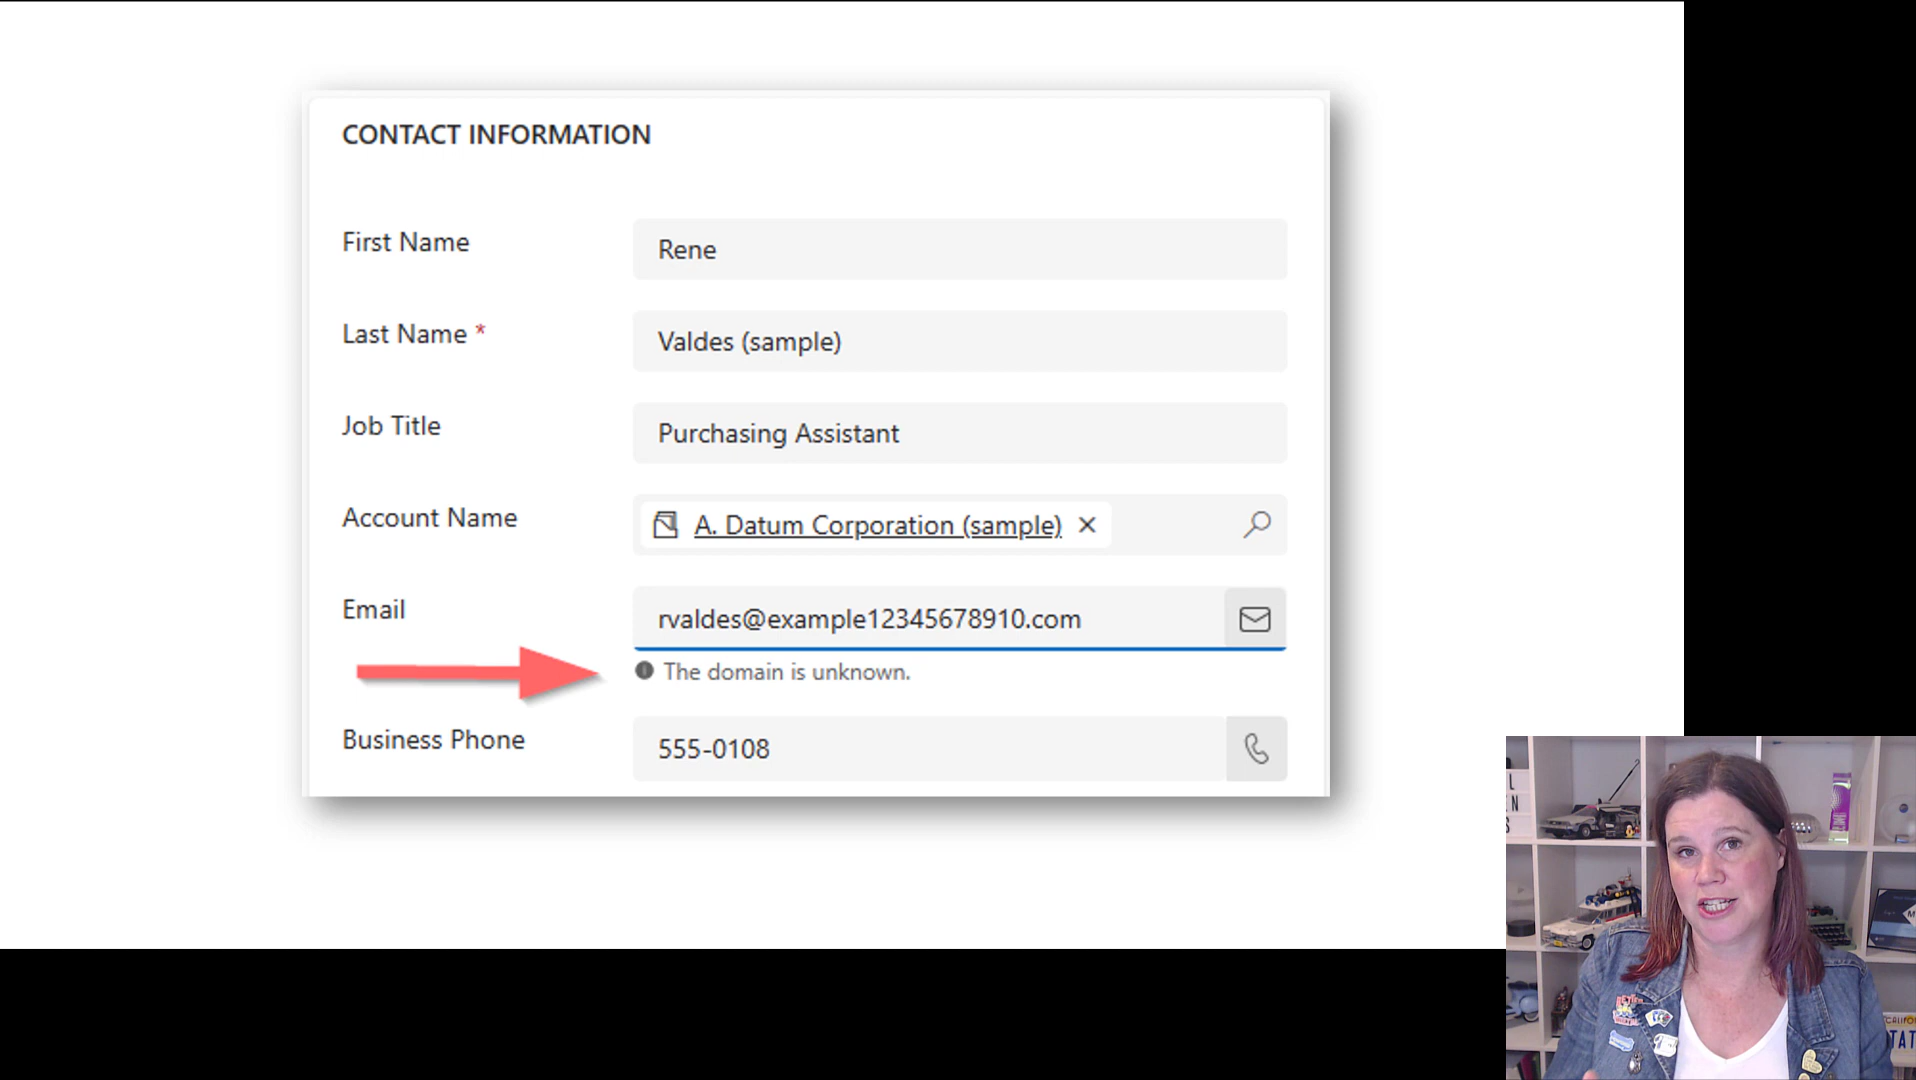 CONTACT INFORMATION
First Name
Rene
Last Name *
Valdes (sample)
Job Title
Purchasing Assistant
Account Name
A. Datum Corporation (sample)
Email
rvaldes@example12345678910.com
The domain is unknown.
Business Phone
555-0108